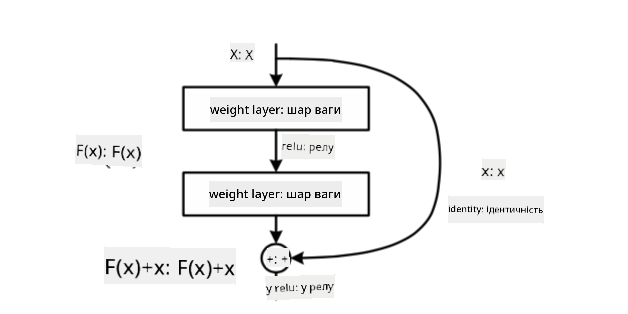 X: X
weight layer: шар ваги
relu: релу
F(x): F(x)
x: x
weight layer: шар ваги
identity: ідентичність
F(x)+x: F(x)+x
+: +
y relu: у релу